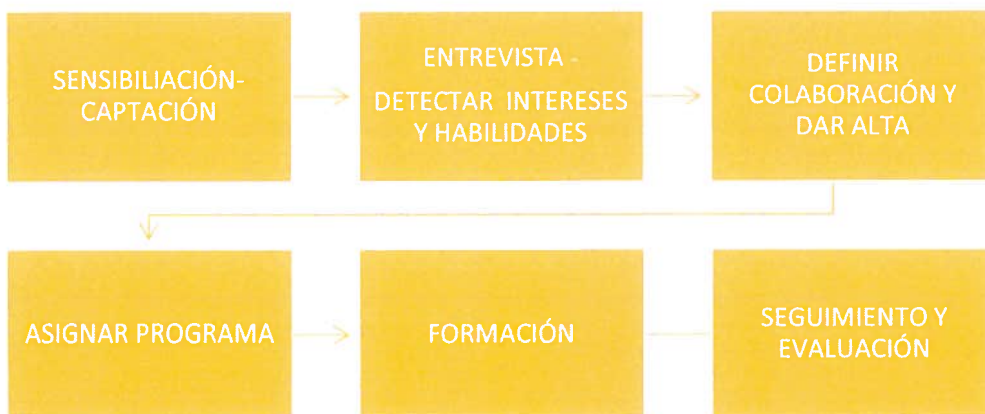 SENSIBILIACIÓN-
CAPTACIÓN
ENTREVISTA -
DETECTAR INTERESES
Y HABILIDADES
DEFINIR
COLABORACIÓN Y
DAR ALTA
ASIGNAR PROGRAMA
FORMACIÓN
SEGUIMIENTO Y
EVALUACIÓN